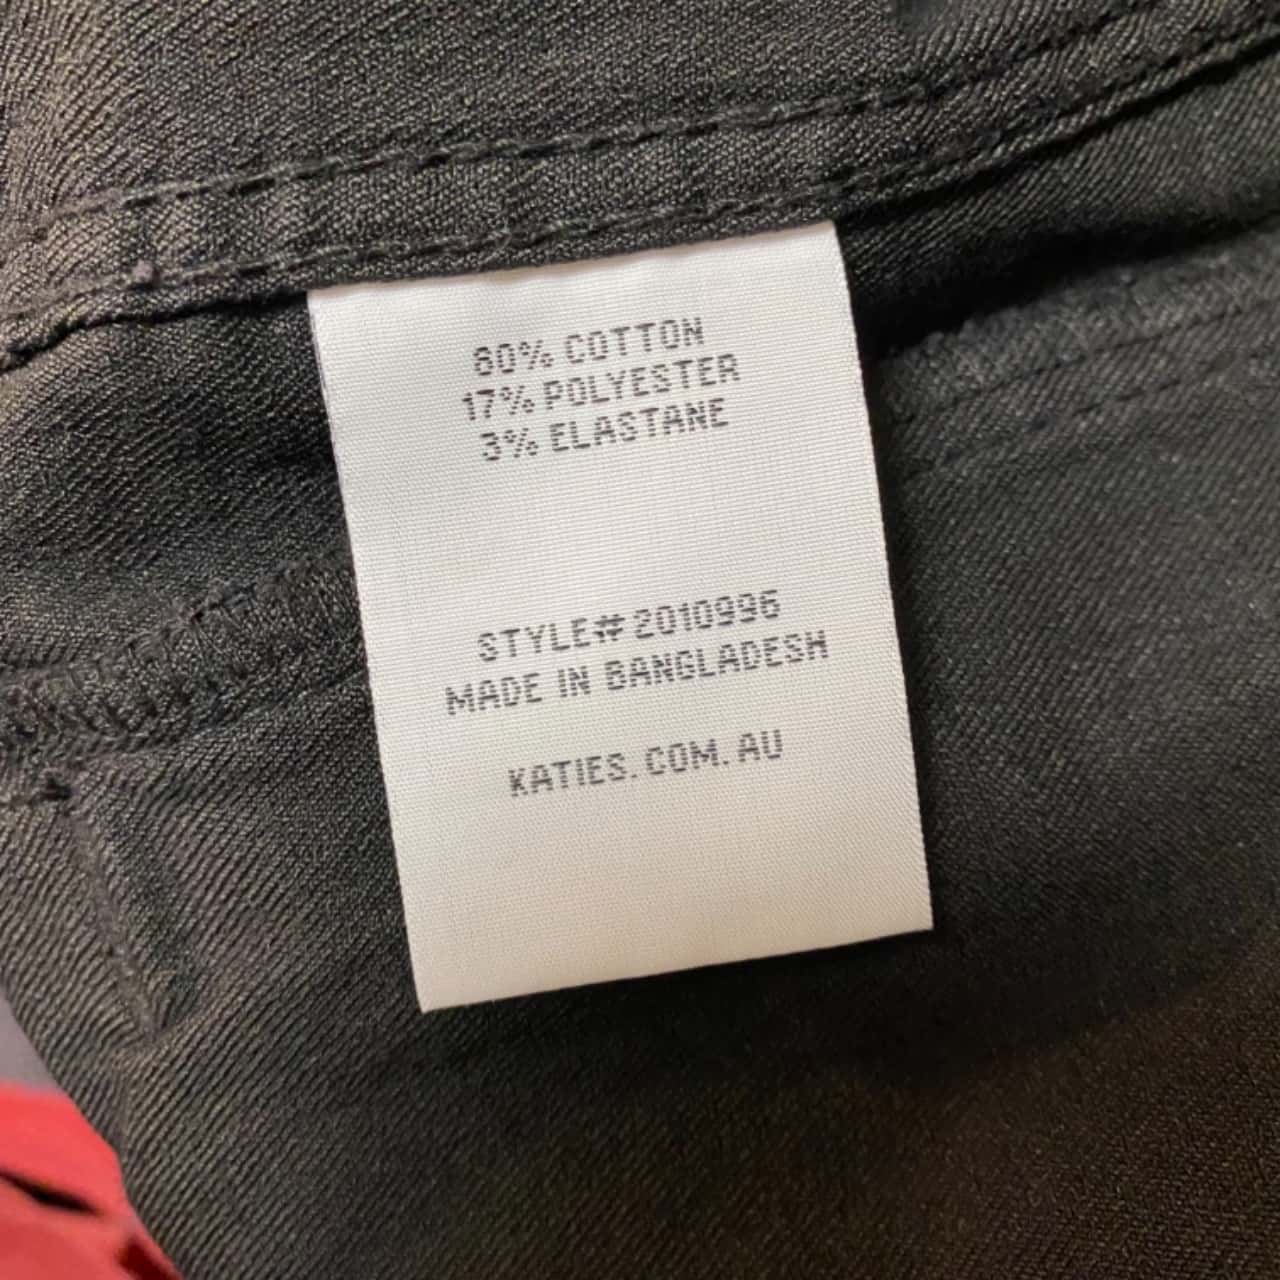 80% COTTON
17% POLYESTER
3% ELASTANE
STYLE# 2010996
MADE IN BANGLADESH
KATIES.COM.AU